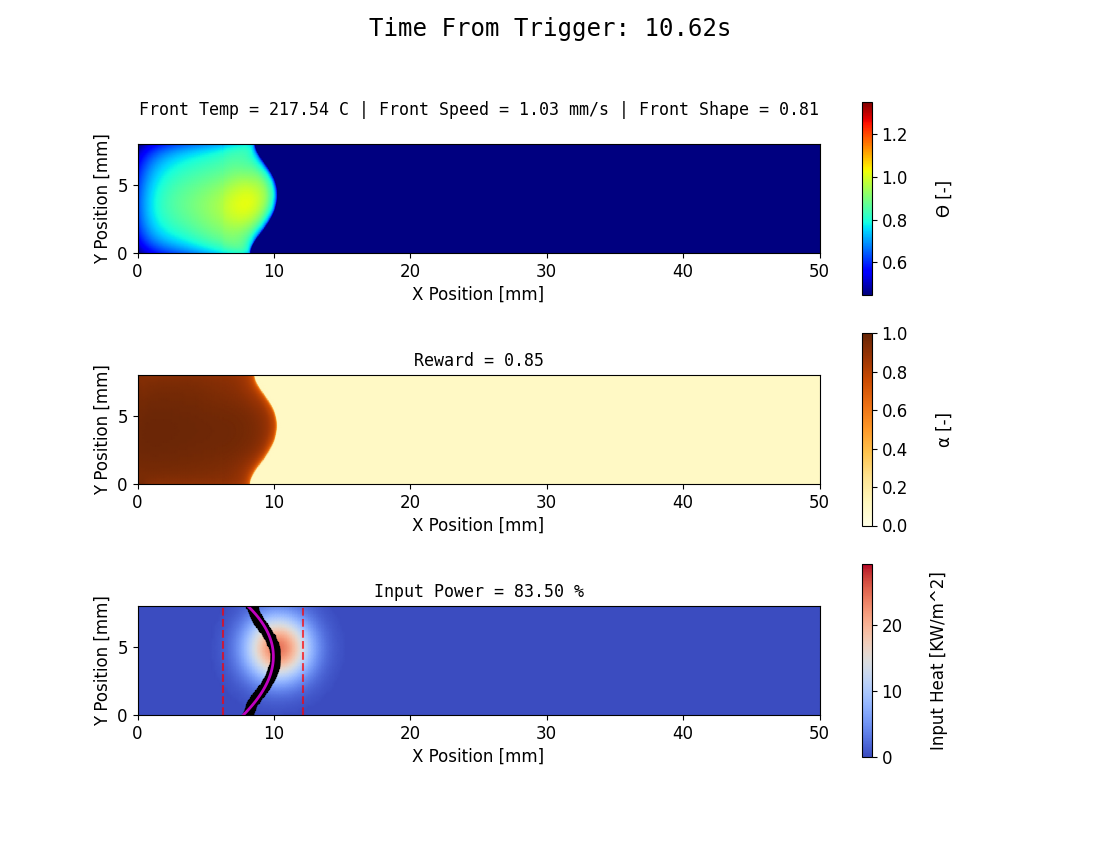 Time From Trigger: 10.62s
Front Temp = 217.54 C | Front Speed = 1.03 mm/s | Front Shape = 0.81
Y Position [mm]
5
0
0 10 20 30 40 50
X Position [mm]
1.2
1.0
0.8
0.6
Θ [-]
Reward = 0.85
Y Position [mm]
5
0
0 10 20 30 40 50
X Position [mm]
1.0
0.8
0.6
0.4
0.2
0.0
α [-]
Input Power = 83.50 %
Y Position [mm]
5
0
0 10 20 30 40 50
X Position [mm]
20
10
0
Input Heat [KW/m^2]